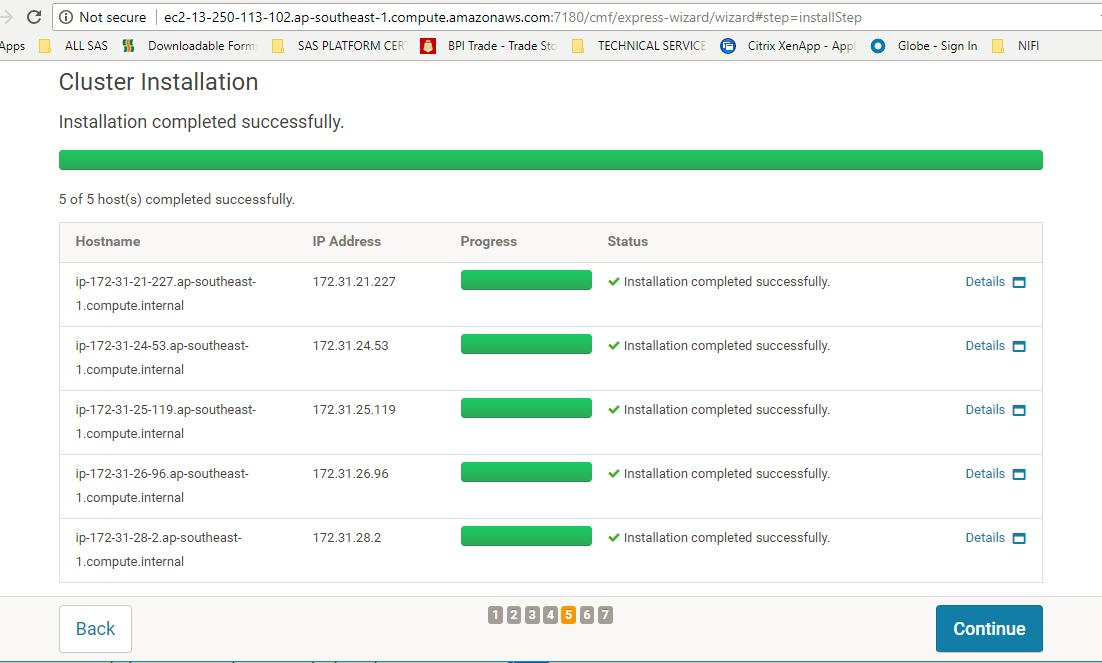 Not secure | ec2-13-250-113-102.ap-southeast-1.compute.amazonaws.com:7180/cmf/express-wizard/wizard#step=installStep
Apps ALL SAS Downloadable Form SAS PLATFORM CER BPI Trade - Trade Sto TECHNICAL SERVICE Citrix XenApp - Appl Globe - Sign In NIFI
Cluster Installation
Installation completed successfully.
5 of 5 host(s) completed successfully.
Hostname IP Address Progress Status
ip-172-31-21-227.ap-southeast- 172.31.21.227 Installation completed successfully. Details
1.compute.internal
ip-172-31-24-53.ap-southeast- 172.31.24.53 Installation completed successfully. Details
1.compute.internal
ip-172-31-25-119.ap-southeast- 172.31.25.119 Installation completed successfully. Details
1.compute.internal
ip-172-31-26-96.ap-southeast- 172.31.26.96 Installation completed successfully. Details
1.compute.internal
ip-172-31-28-2.ap-southeast- 172.31.28.2 Installation completed successfully. Details
1.compute.internal
Back 1 2 3 4 5 6 7 Continue